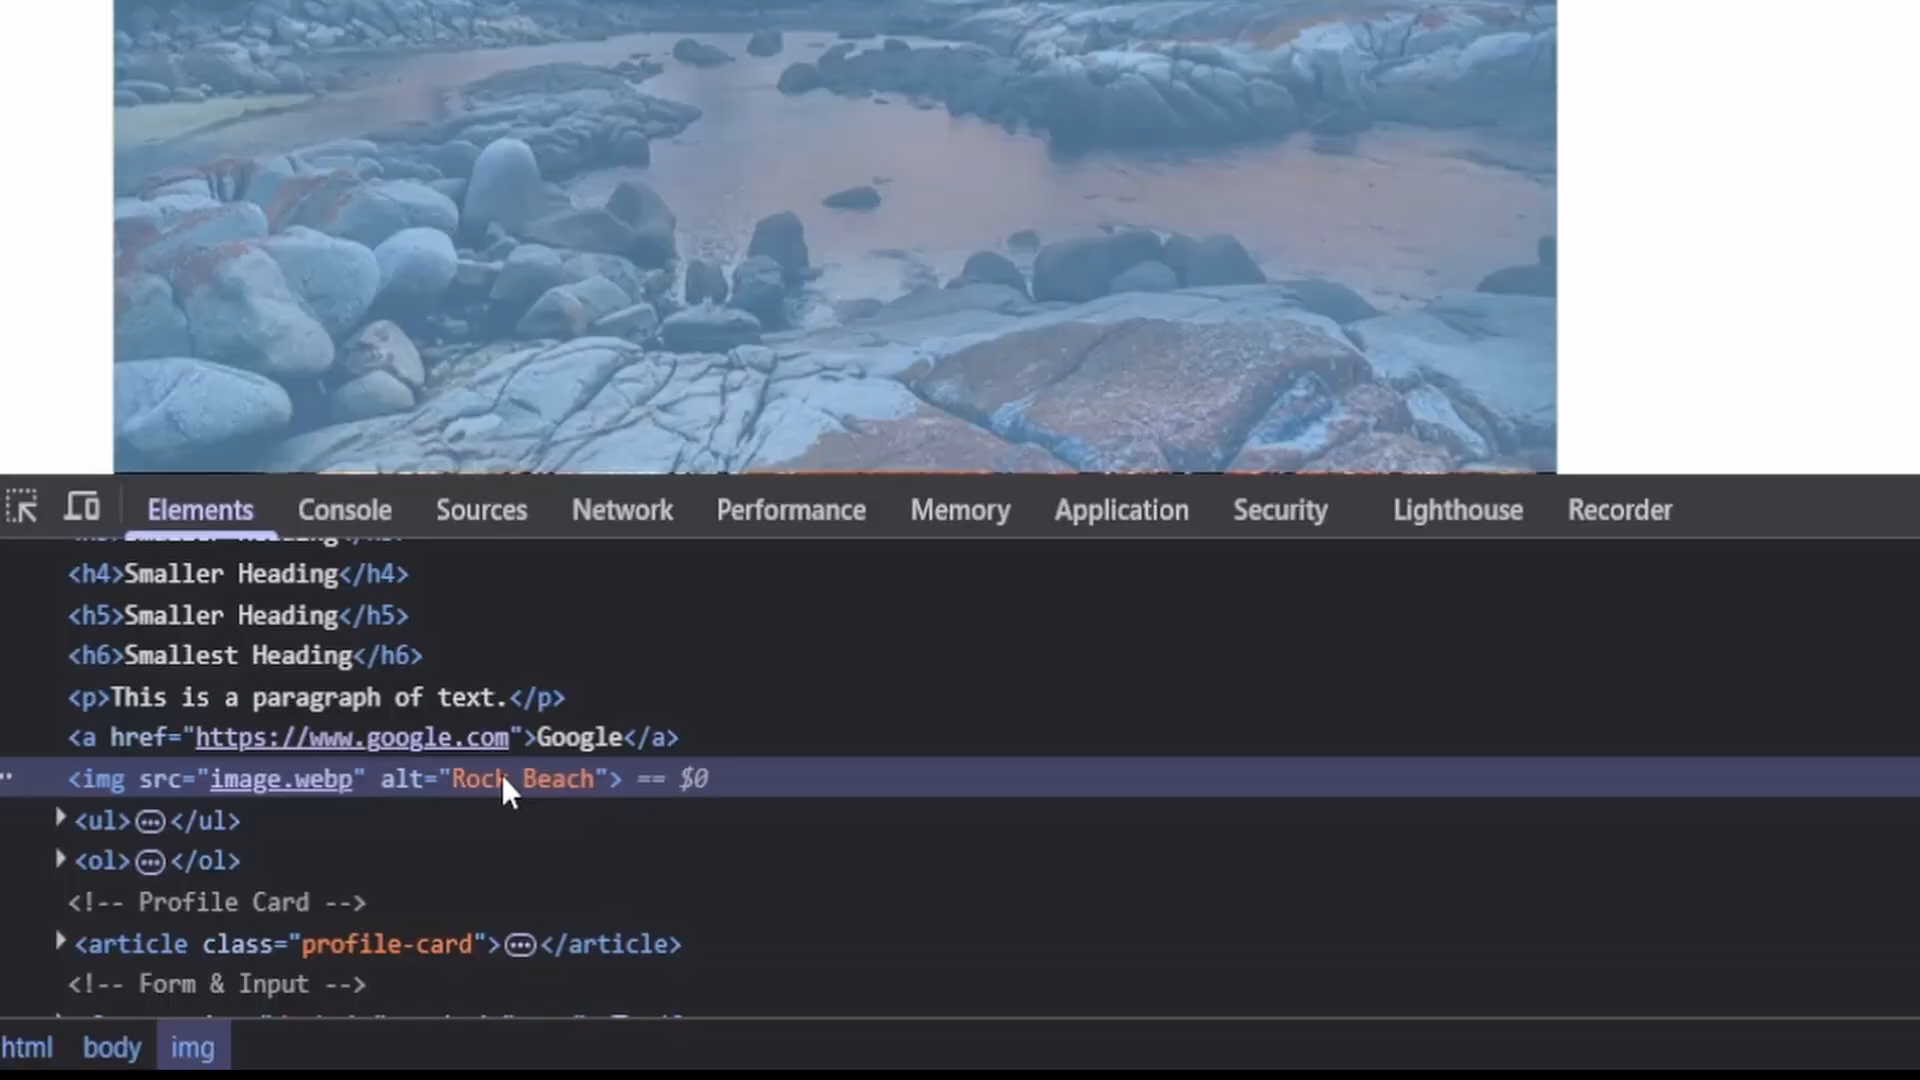 Elements Console Sources Network Performance Memory Application Security Lighthouse Recorder
<h4>Smaller Heading</h4>
<h5>Smaller Heading</h5>
<h6>Smallest Heading</h6>
<p>This is a paragraph of text.</p>
<a href="https://www.google.com">Google</a>
<img src="image.webp" alt="Rock Beach"> == $0
<ul>…</ul>
<ol>…</ol>
<!-- Profile Card -->
<article class="profile-card">…</article>
<!-- Form & Input -->
html body img